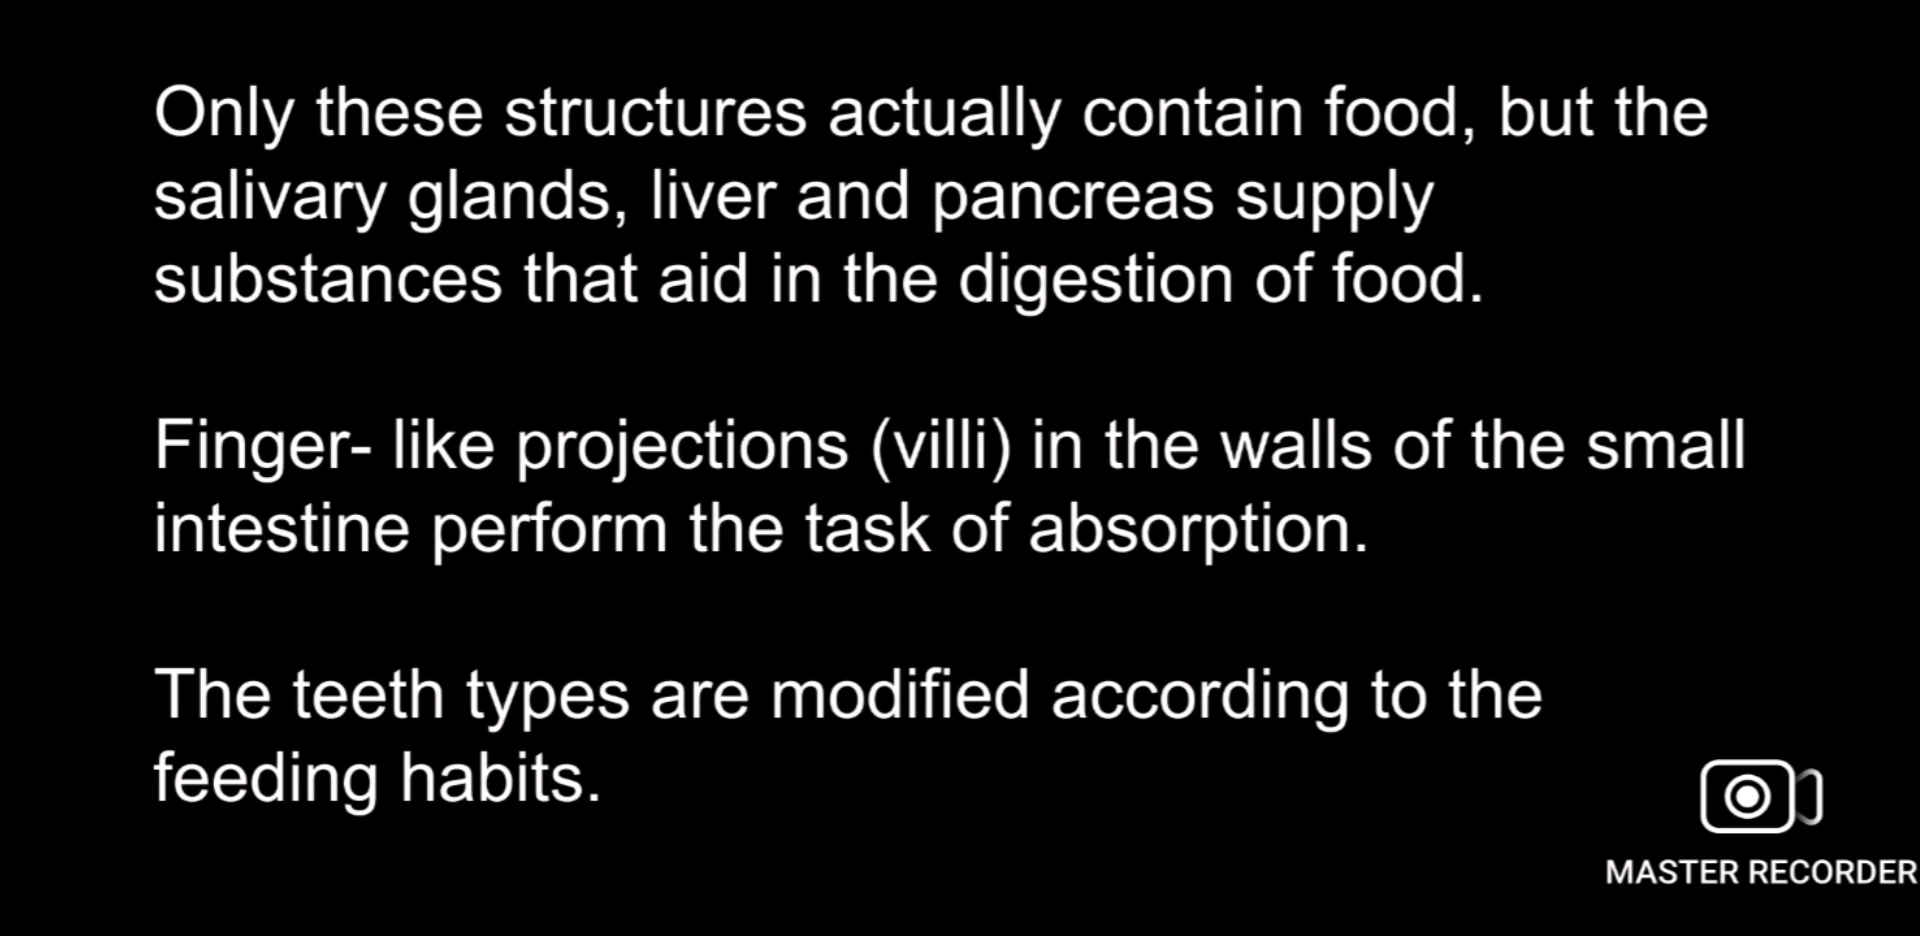 Only these structures actually contain food, but the
salivary glands, liver and pancreas supply
substances that aid in the digestion of food.
Finger- like projections (villi) in the walls of the small
intestine perform the task of absorption.
The teeth types are modified according to the
feeding habits.
MASTER RECORDER